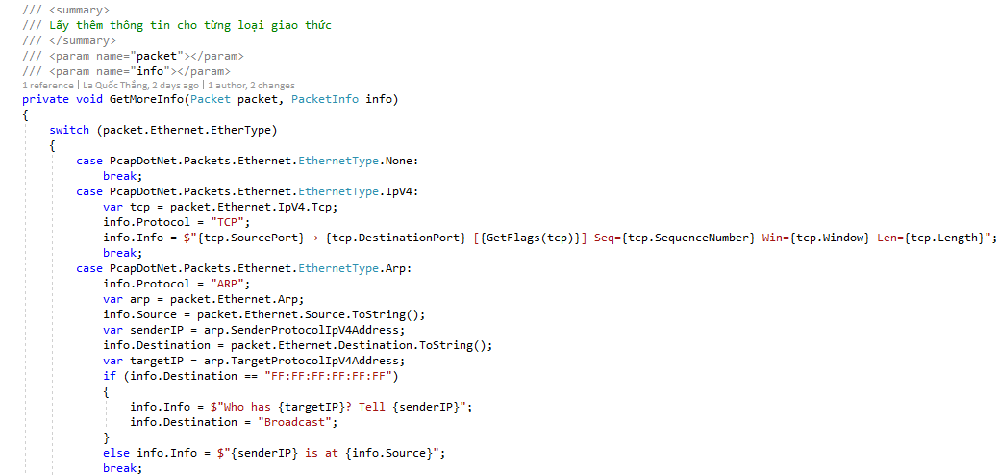 /// <summary>
/// Lấy thêm thông tin cho từng loại giao thức
/// </summary>
/// <param name="packet"></param>
/// <param name="info"></param>
1 reference | La Quốc Thắng, 2 days ago | 1 author, 2 changes
private void GetMoreInfo(Packet packet, PacketInfo info)
{
    switch (packet.Ethernet.EtherType)
    {
        case PcapDotNet.Packets.Ethernet.EthernetType.None:
            break;
        case PcapDotNet.Packets.Ethernet.EthernetType.IpV4:
            var tcp = packet.Ethernet.IpV4.Tcp;
            info.Protocol = "TCP";
            info.Info = $"{tcp.SourcePort} → {tcp.DestinationPort} [{GetFlags(tcp)}] Seq={tcp.SequenceNumber} Win={tcp.Window} Len={tcp.Length}";
            break;
        case PcapDotNet.Packets.Ethernet.EthernetType.Arp:
            info.Protocol = "ARP";
            var arp = packet.Ethernet.Arp;
            info.Source = packet.Ethernet.Source.ToString();
            var senderIP = arp.SenderProtocolIpV4Address;
            info.Destination = packet.Ethernet.Destination.ToString();
            var targetIP = arp.TargetProtocolIpV4Address;
            if (info.Destination == "FF:FF:FF:FF:FF:FF")
            {
                info.Info = $"Who has {targetIP}? Tell {senderIP}";
                info.Destination = "Broadcast";
            }
            else info.Info = $"{senderIP} is at {info.Source}";
            break;